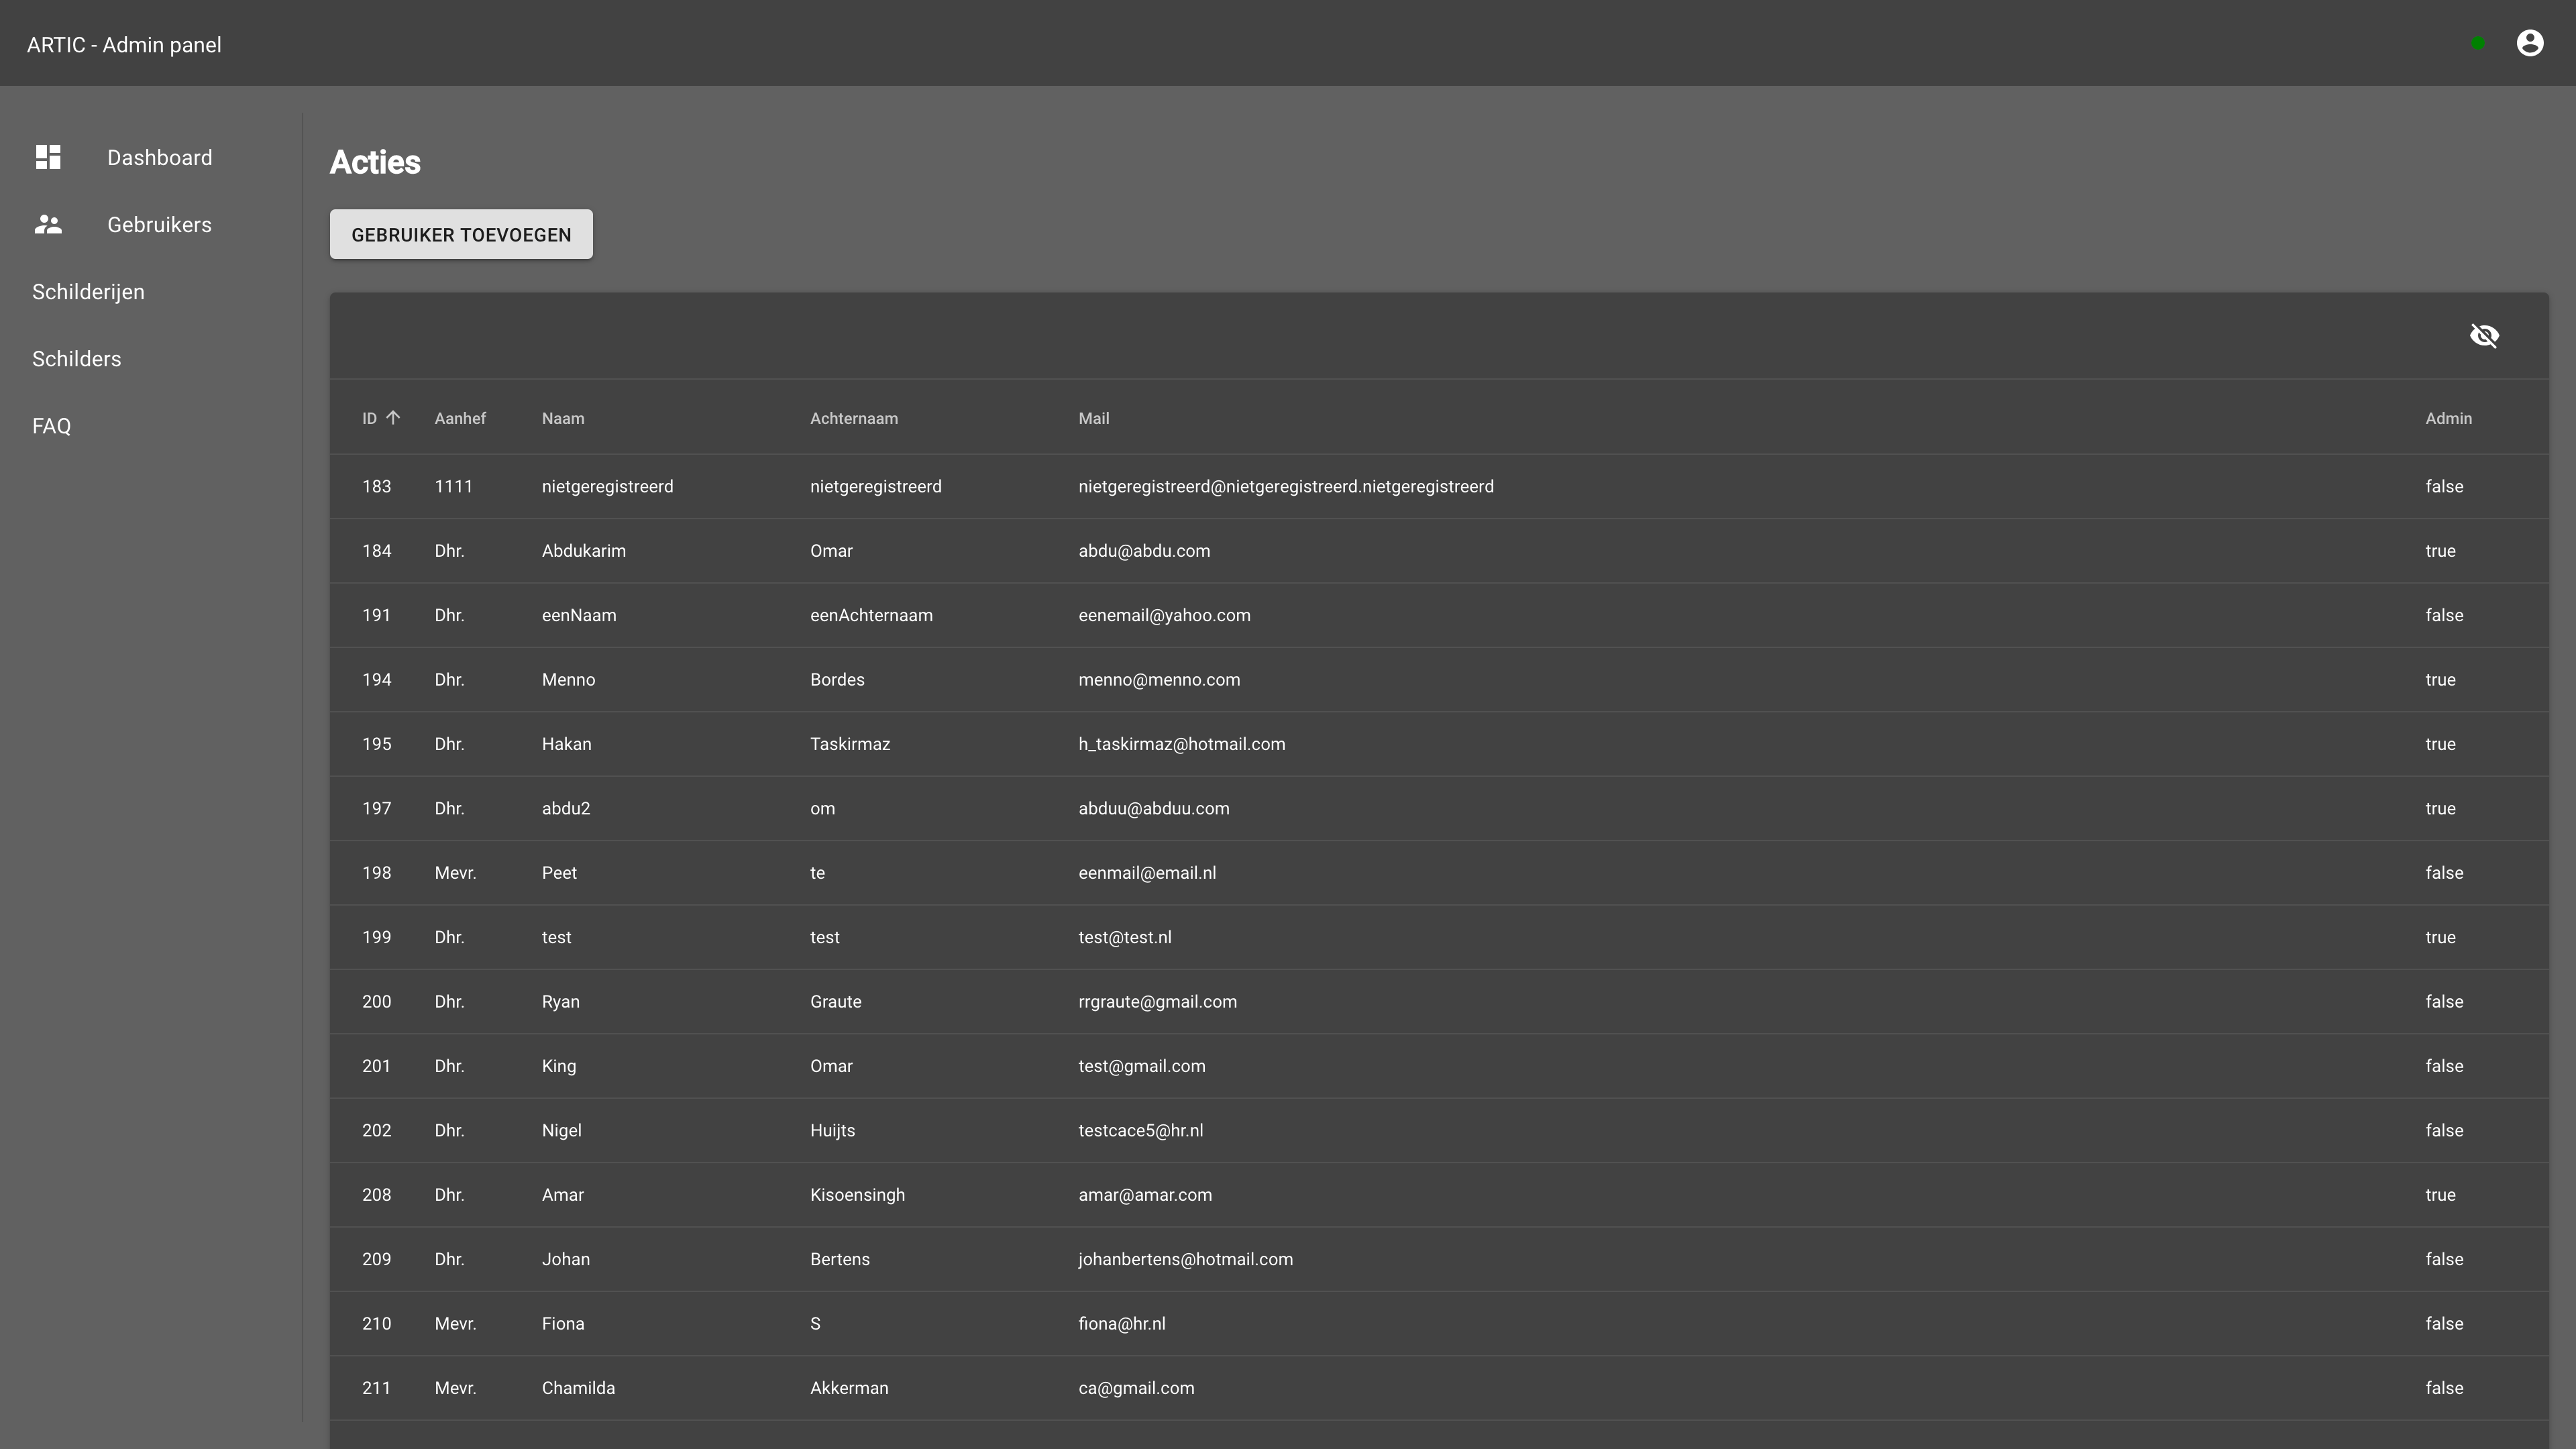 ARTIC - Admin panel
Dashboard
Gebruikers
Schilderijen
Schilders
FAQ
Acties
GEBRUIKER TOEVOEGEN
ID Aanhef Naam Achternaam Mail Admin
183 1111 nietgeregistreerd nietgeregistreerd nietgeregistreerd@nietgeregistreerd.nietgeregistreerd false
184 Dhr. Abdukarim Omar abdu@abdu.com true
191 Dhr. eenNaam eenAchternaam eenemail@yahoo.com false
194 Dhr. Menno Bordes menno@menno.com true
195 Dhr. Hakan Taskirmaz h_taskirmaz@hotmail.com true
197 Dhr. abdu2 om abduu@abduu.com true
198 Mevr. Peet te eenmail@email.nl false
199 Dhr. test test test@test.nl true
200 Dhr. Ryan Graute rrgraute@gmail.com false
201 Dhr. King Omar test@gmail.com false
202 Dhr. Nigel Huijts testcace5@hr.nl false
208 Dhr. Amar Kisoensingh amar@amar.com true
209 Dhr. Johan Bertens johanbertens@hotmail.com false
210 Mevr. Fiona S fiona@hr.nl false
211 Mevr. Chamilda Akkerman ca@gmail.com false